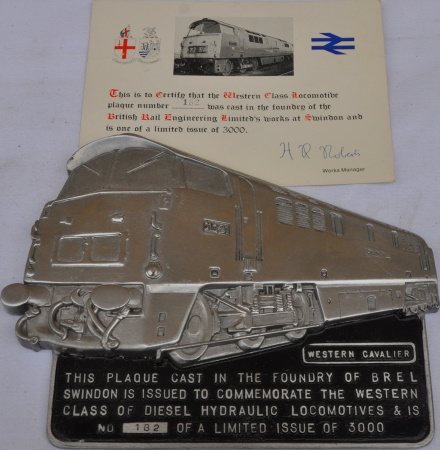 This is to Certify that the Western Class Locomotive
plaque number 182 was cast in the foundry of the
British Rail Engineering Limited's works at Swindon and
is one of a limited issue of 3000.
H R Roberts
Works Manager
WESTERN CAVALIER
THIS PLAQUE CAST IN THE FOUNDRY OF BREL
SWINDON IS ISSUED TO COMMEMORATE THE WESTERN
CLASS OF DIESEL HYDRAULIC LOCOMOTIVES & IS
NO 182 OF A LIMITED ISSUE OF 3000